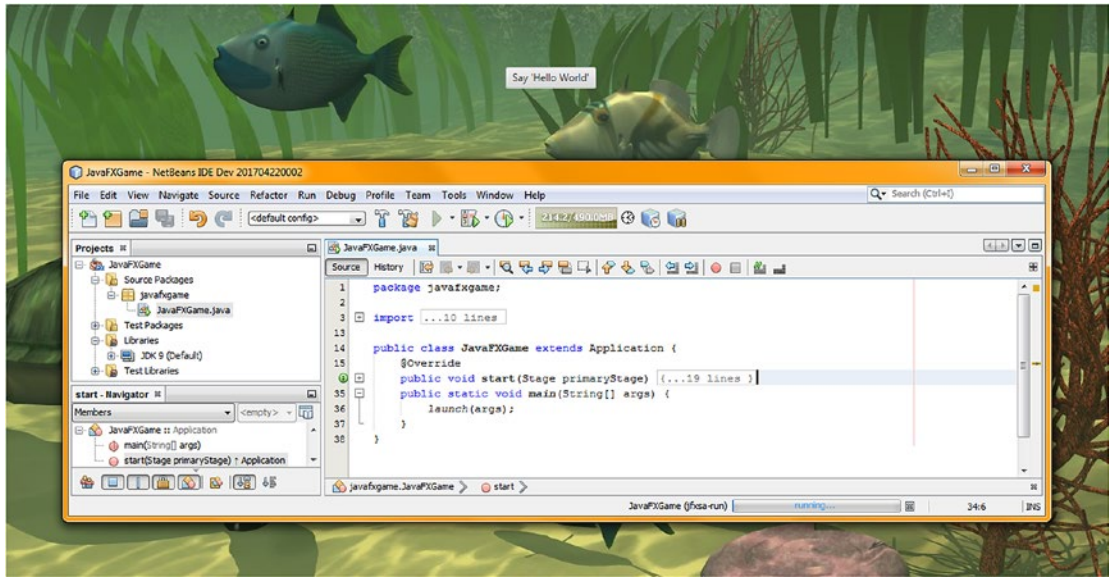 Say 'Hello World'
JavaFXGame - NetBeans IDE Dev 201704220002
File Edit View Navigate Source Refactor Run Debug Profile Team Tools Window Help
Search (Ctrl+I)
<default config>
214.2/490.0MB
Projects
JavaFXGame
Source Packages
javafxgame
JavaFXGame.java
Test Packages
Libraries
JDK 9 (Default)
Test Libraries
start - Navigator
Members
<empty>
JavaFXGame :: Application
main(String[] args)
start(Stage primaryStage) ↑ Application
JavaFXGame.java
Source History
1 package javafxgame;
2
3 import ...10 lines
13
14 public class JavaFXGame extends Application {
15 @Override
public void start(Stage primaryStage) {...19 lines }
35 public static void main(String[] args) {
36 launch(args);
37 }
38 }
javafxgame.JavaFXGame start
JavaFXGame (jfxsa-run) running... 34:6 INS